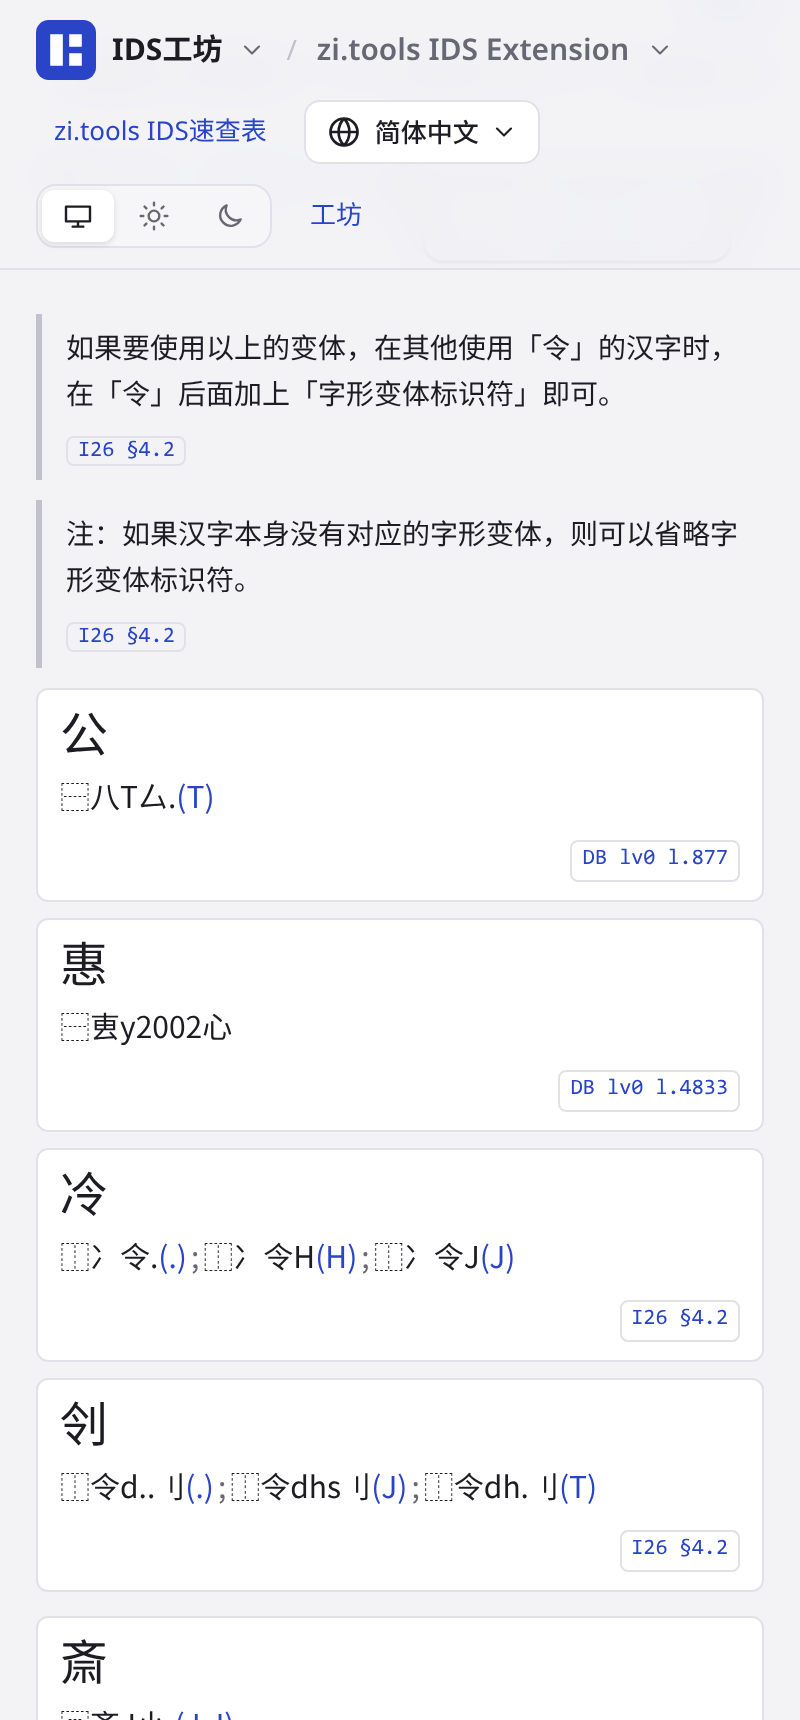 IDS工坊 / zi.tools IDS Extension
zi.tools IDS速查表 简体中文
工坊
如果要使用以上的变体，在其他使用「令」的汉字时，
在「令」后面加上「字形变体标识符」即可。
I26 §4.2
注：如果汉字本身没有对应的字形变体，则可以省略字
形变体标识符。
I26 §4.2
公
⿱八T厶.(T)
DB lv0 l.877
惠
⿱叀y2002心
DB lv0 l.4833
冷
⿰冫令.(.);⿰冫令H(H);⿰冫令J(J)
I26 §4.2
刢
⿰令d..刂(.);⿰令dhs刂(J);⿰令dh.刂(T)
I26 §4.2
斎